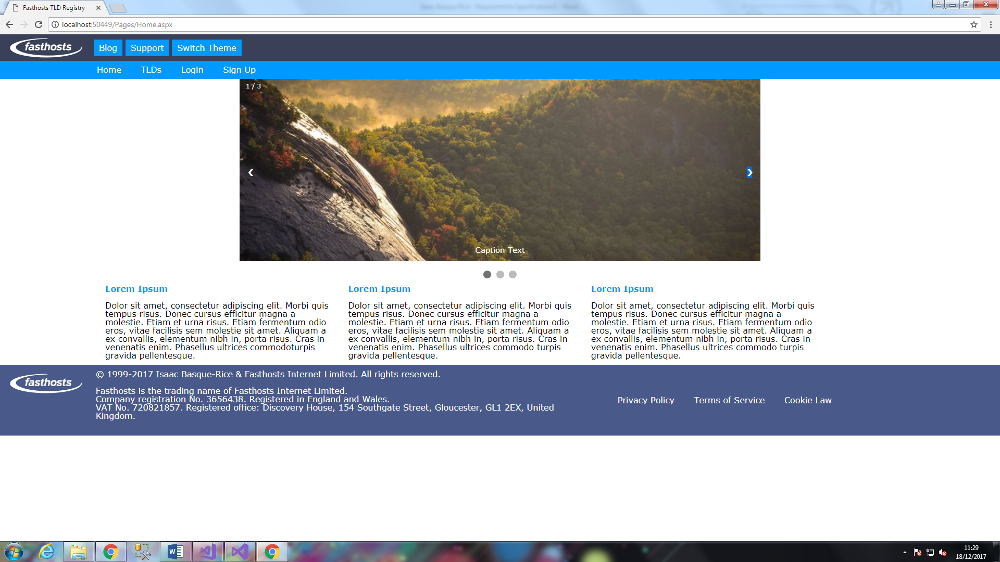 Fasthosts TLD Registry
localhost:50449/Pages/Home.aspx
fasthosts
Blog Support Switch Theme
Home TLDs Login Sign Up
1 / 3
❮ ❯
Caption Text
Lorem Ipsum
Dolor sit amet, consectetur adipiscing elit. Morbi quis
tempus risus. Donec cursus efficitur magna a
molestie. Etiam et urna risus. Etiam fermentum odio
eros, vitae facilisis sem molestie sit amet. Aliquam a
ex convallis, elementum nibh in, porta risus. Cras in
venenatis enim. Phasellus ultrices commodoturpis
gravida pellentesque.
Lorem Ipsum
Dolor sit amet, consectetur adipiscing elit. Morbi quis
tempus risus. Donec cursus efficitur magna a
molestie. Etiam et urna risus. Etiam fermentum odio
eros, vitae facilisis sem molestie sit amet. Aliquam a
ex convallis, elementum nibh in, porta risus. Cras in
venenatis enim. Phasellus ultrices commodo turpis
gravida pellentesque.
Lorem Ipsum
Dolor sit amet, consectetur adipiscing elit. Morbi quis
tempus risus. Donec cursus efficitur magna a
molestie. Etiam et urna risus. Etiam fermentum odio
eros, vitae facilisis sem molestie sit amet. Aliquam a
ex convallis, elementum nibh in, porta risus. Cras in
venenatis enim. Phasellus ultrices commodo turpis
gravida pellentesque.
fasthosts
© 1999-2017 Isaac Basque-Rice & Fasthosts Internet Limited. All rights reserved.
Fasthosts is the trading name of Fasthosts Internet Limited.
Company registration No. 3656438. Registered in England and Wales.
VAT No. 720821857. Registered office: Discovery House, 154 Southgate Street, Gloucester, GL1 2EX, United
Kingdom.
Privacy Policy Terms of Service Cookie Law
11:29
18/12/2017